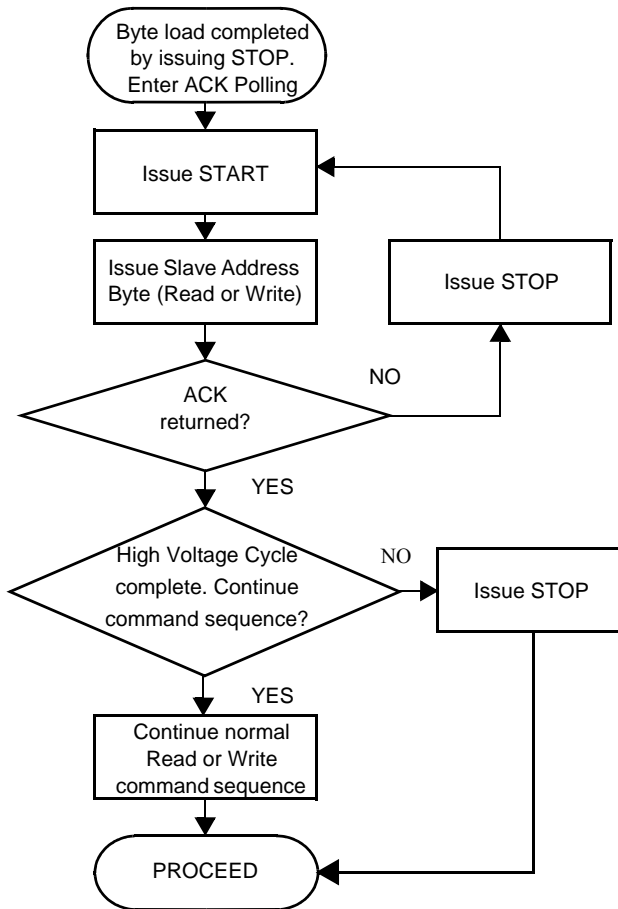 Byte load completed
by issuing STOP.
Enter ACK Polling
Issue START
Issue Slave Address
Byte (Read or Write)
Issue STOP
ACK
returned?
NO
YES
High Voltage Cycle
complete. Continue
command sequence?
NO
Issue STOP
YES
Continue normal
Read or Write
command sequence
PROCEED